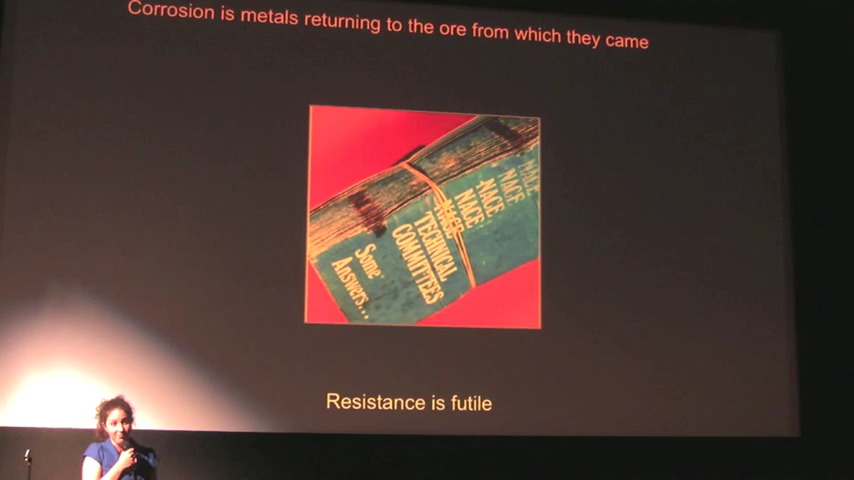 Corrosion is metals returning to the ore from which they came
NACE
NACE
NACE
NACE
NACE
TECHNICAL
COMMITTEES
Some
Answers...
Resistance is futile